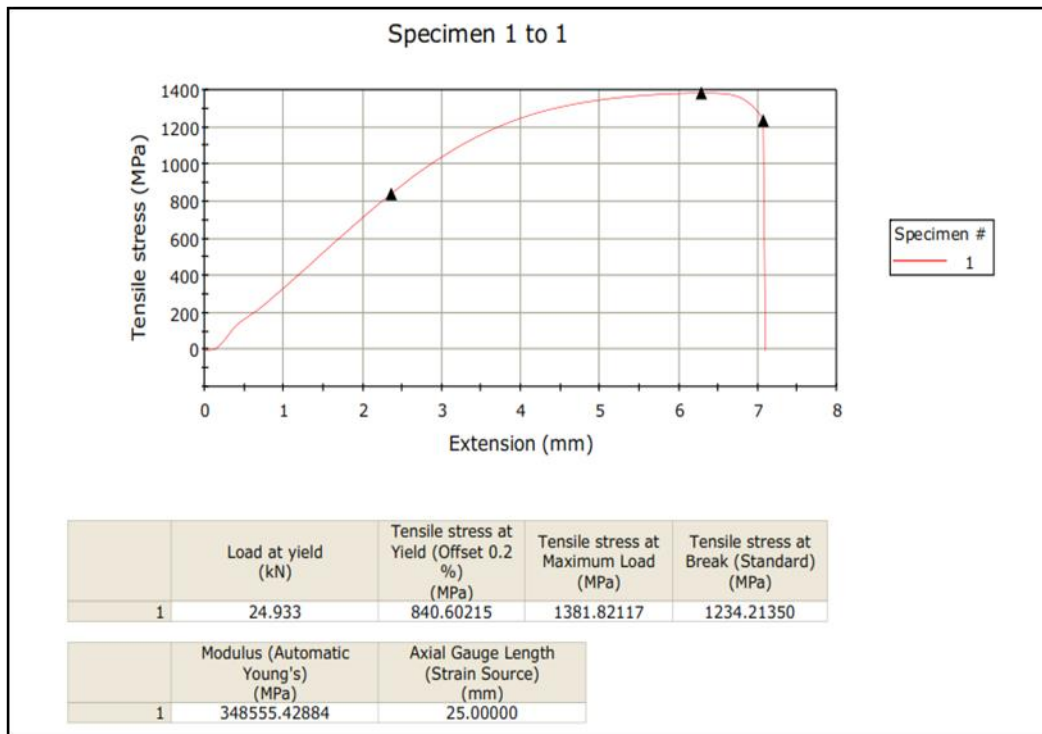 Specimen 1 to 1
Tensile stress (MPa)
1400
1200
1000
800
600
400
200
0
0 1 2 3 4 5 6 7 8
Extension (mm)
Specimen #
1
Load at yield
(kN)
Tensile stress at
Yield (Offset 0.2
%)
(MPa)
Tensile stress at
Maximum Load
(MPa)
Tensile stress at
Break (Standard)
(MPa)
1 24.933 840.60215 1381.82117 1234.21350
Modulus (Automatic
Young's)
(MPa)
Axial Gauge Length
(Strain Source)
(mm)
1 348555.42884 25.00000